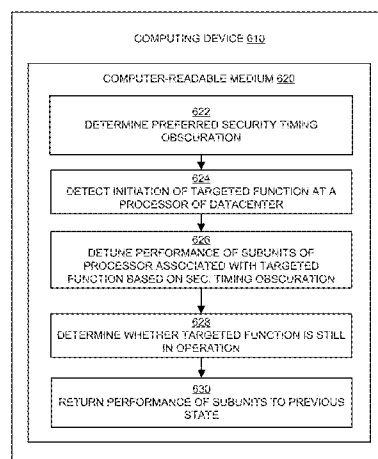 COMPUTING DEVICE 610
COMPUTER-READABLE MEDIUM 620
622
DETERMINE PREFERRED SECURITY TIMING
OBSCURATION
624
DETECT INITIATION OF TARGETED FUNCTION AT A
PROCESSOR OF DATACENTER
626
DETUNE PERFORMANCE OF SUBUNITS OF
PROCESSOR ASSOCIATED WITH TARGETED
FUNCTION BASED ON SEC. TIMING OBSCURATION
628
DETERMINE WHETHER TARGETED FUNCTION IS STILL
IN OPERATION
630
RETURN PERFORMANCE OF SUBUNITS TO PREVIOUS
STATE